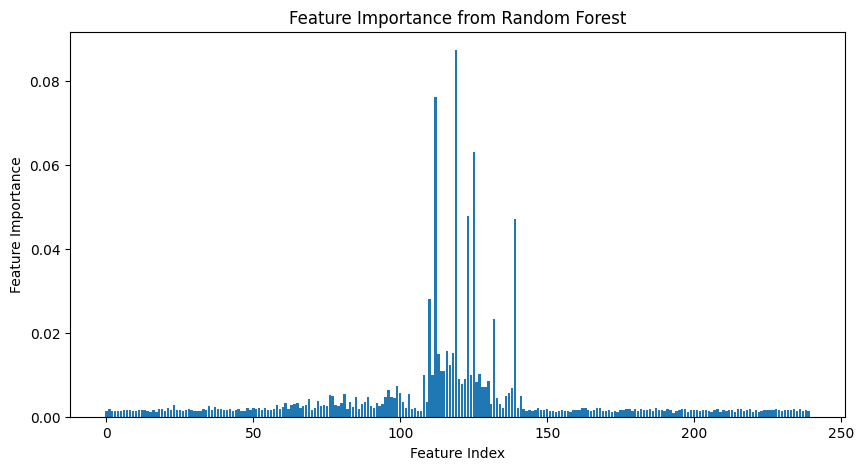 Feature Importance from Random Forest
0.08
0.06
0.04
0.02
0.00
Feature Importance
0 50 100 150 200 250
Feature Index